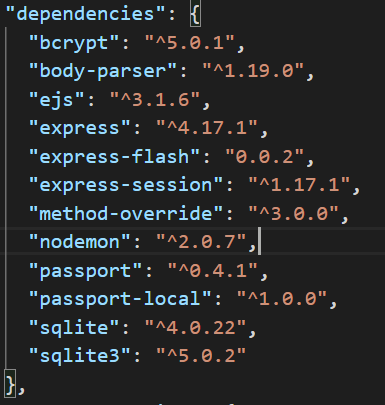 "dependencies": {
"bcrypt": "^5.0.1",
"body-parser": "^1.19.0",
"ejs": "^3.1.6",
"express": "^4.17.1",
"express-flash": "0.0.2",
"express-session": "^1.17.1",
"method-override": "^3.0.0",
"nodemon": "^2.0.7",
"passport": "^0.4.1",
"passport-local": "^1.0.0",
"sqlite": "^4.0.22",
"sqlite3": "^5.0.2"
},